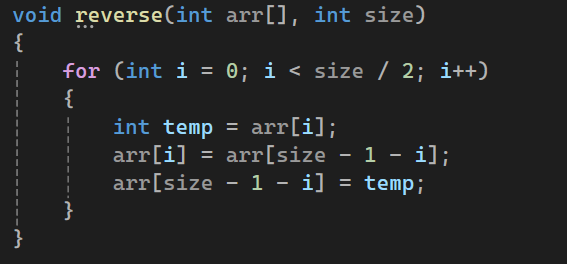 void reverse(int arr[], int size)
{
    for (int i = 0; i < size / 2; i++)
    {
        int temp = arr[i];
        arr[i] = arr[size - 1 - i];
        arr[size - 1 - i] = temp;
    }
}